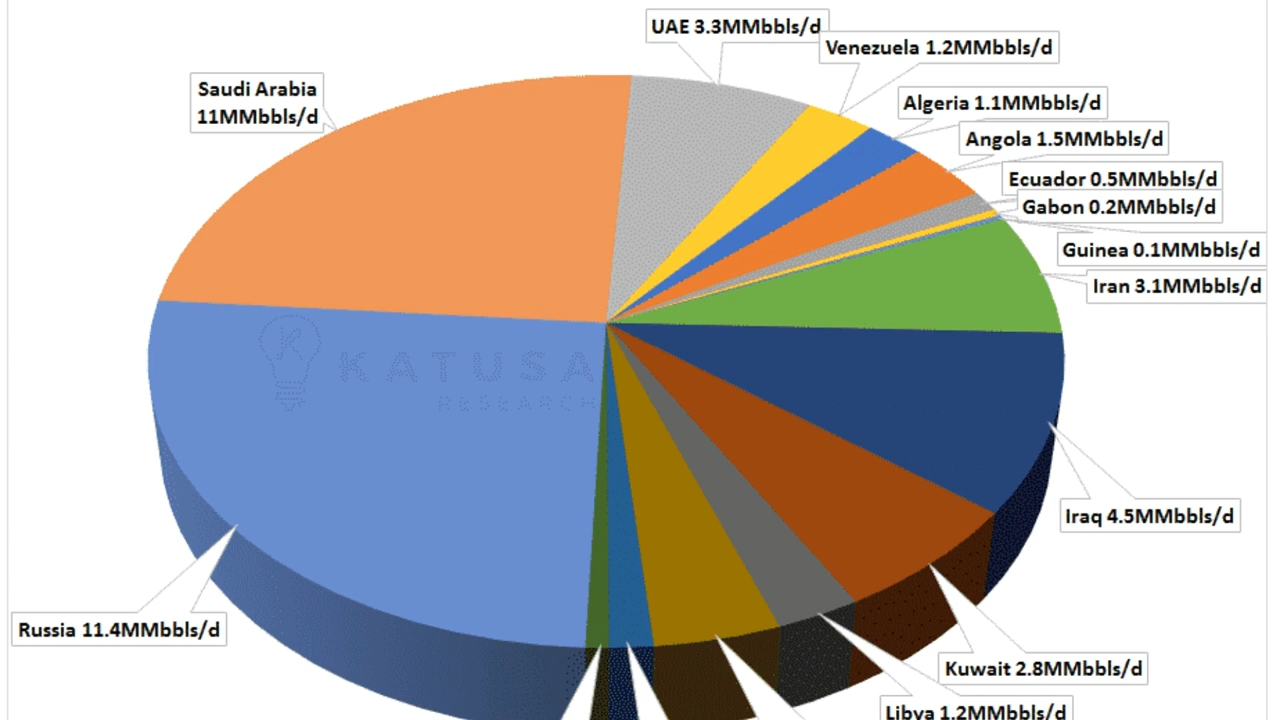 UAE 3.3MMbbls/d
Venezuela 1.2MMbbls/d
Saudi Arabia
11MMbbls/d
Algeria 1.1MMbbls/d
Angola 1.5MMbbls/d
Ecuador 0.5MMbbls/d
Gabon 0.2MMbbls/d
Guinea 0.1MMbbls/d
Iran 3.1MMbbls/d
KATUSA
RESEARCH
Iraq 4.5MMbbls/d
Russia 11.4MMbbls/d
Kuwait 2.8MMbbls/d
Libya 1.2MMbbls/d